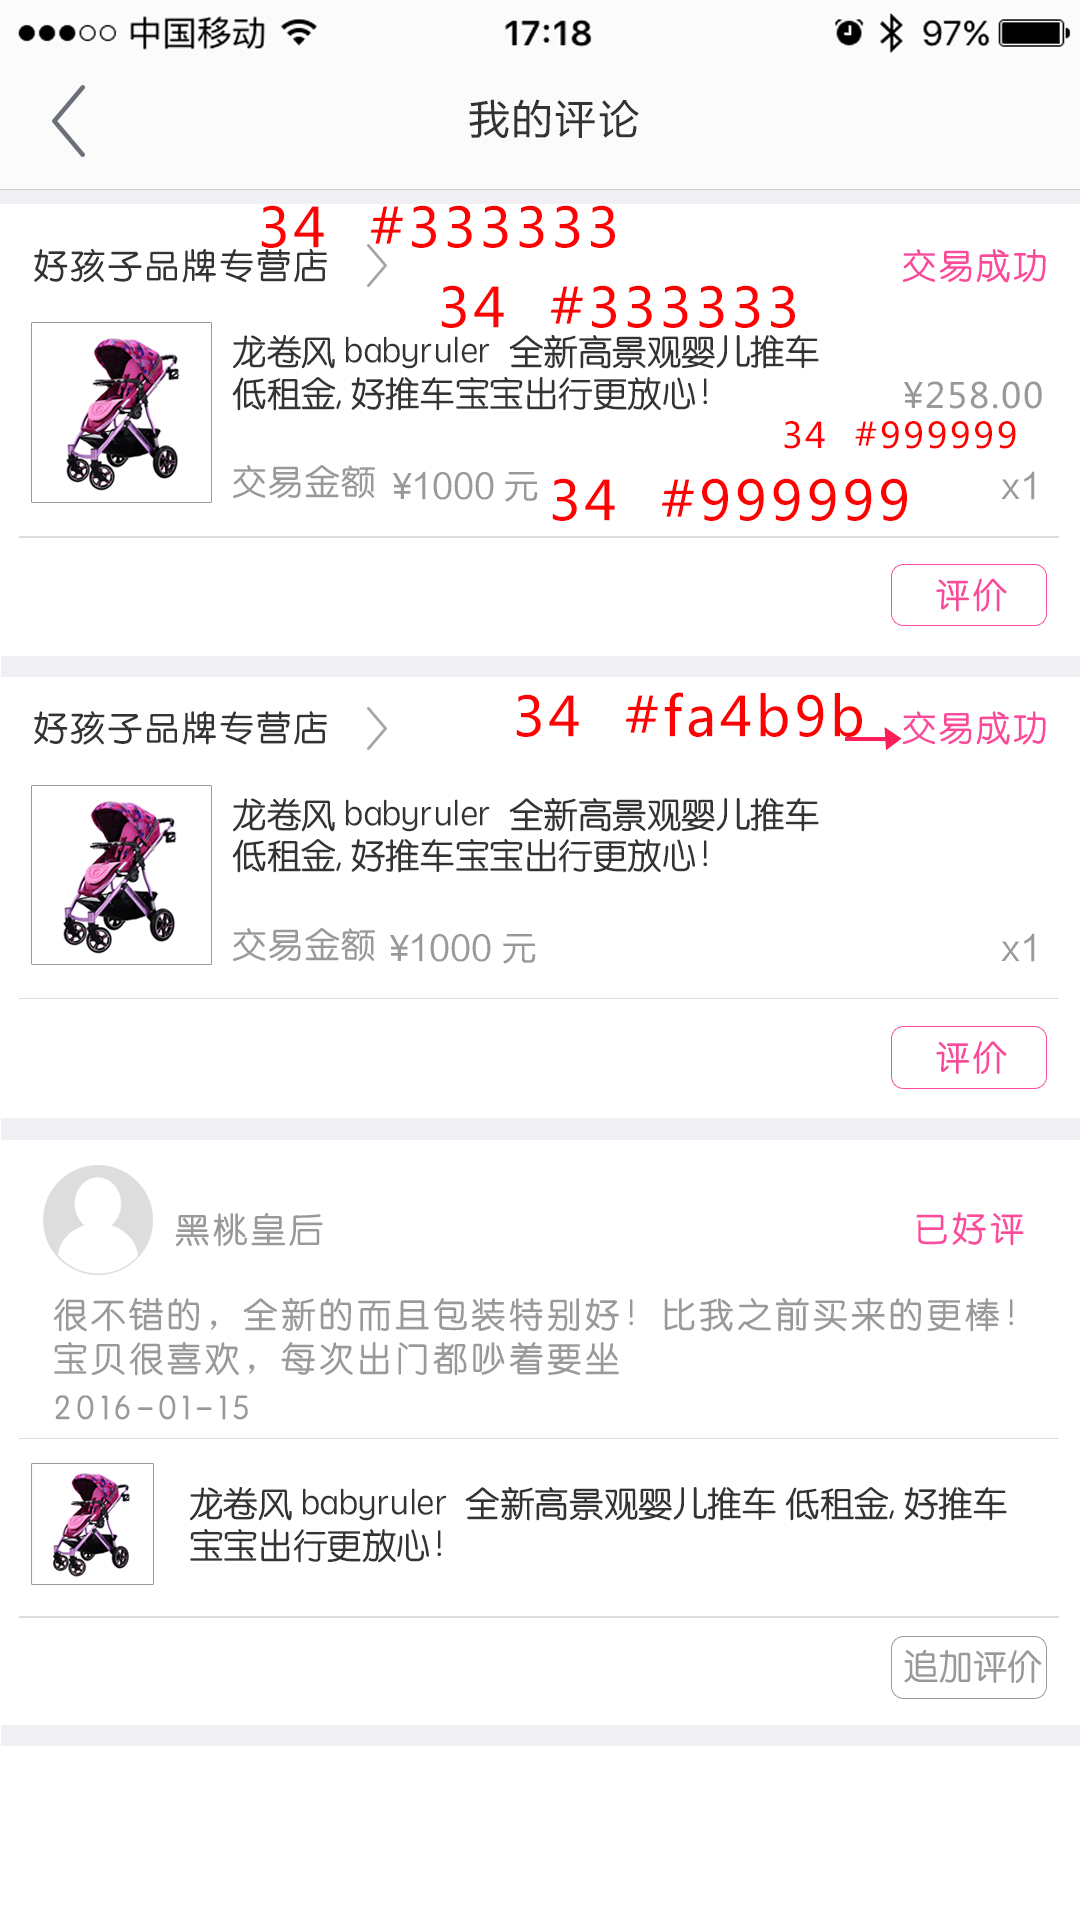 中国移动 17:18 97%
我的评论
34 #333333
好孩子品牌专营店 交易成功
34 #333333
龙卷风 babyruler 全新高景观婴儿推车
低租金, 好推车宝宝出行更放心!
¥258.00
34 #999999
交易金额 ¥1000 元 34 #999999 x1
评价
34 #fa4b9b
好孩子品牌专营店 交易成功
龙卷风 babyruler 全新高景观婴儿推车
低租金, 好推车宝宝出行更放心!
交易金额 ¥1000 元 x1
评价
黑桃皇后 已好评
很不错的，全新的而且包装特别好！比我之前买来的更棒！
宝贝很喜欢，每次出门都吵着要坐
2016-01-15
龙卷风 babyruler 全新高景观婴儿推车 低租金, 好推车
宝宝出行更放心!
追加评价